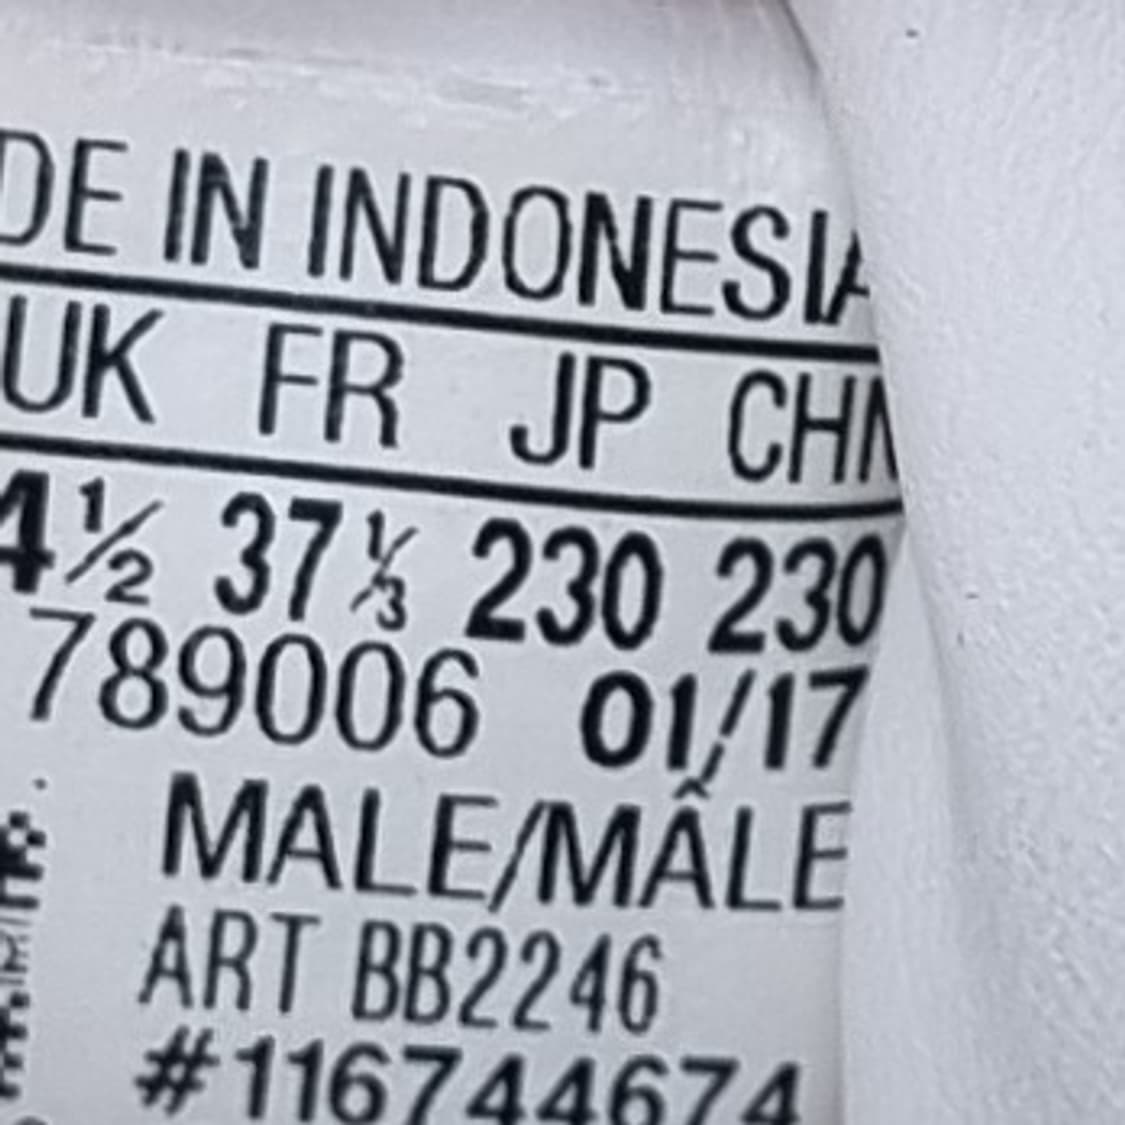 DE IN INDONESIA
UK FR JP CHN
4½ 37⅓ 230 230
789006 01/17
MALE/MÂLE
ART BB2246
#116744674